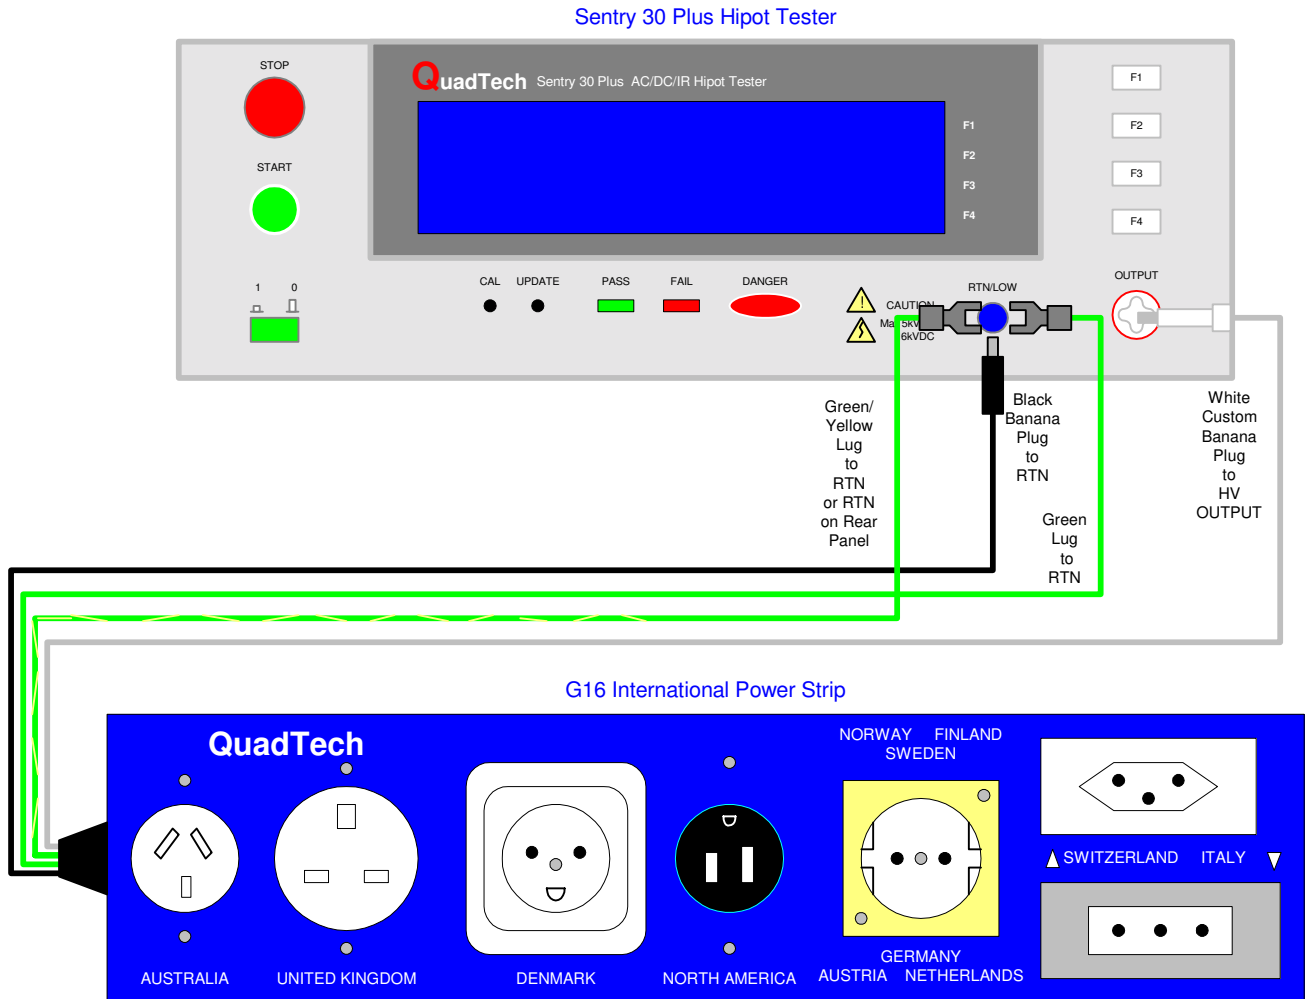 Sentry 30 Plus Hipot Tester
STOP
QuadTech Sentry 30 Plus AC/DC/IR Hipot Tester
F1
F2
F3
F4
START
F1
F2
F3
F4
1 0
CAL UPDATE PASS FAIL DANGER
CAUTION
6kVDC
RTN/LOW
OUTPUT
Green/
Yellow
Lug
to
RTN
or RTN
on Rear
Panel
Black
Banana
Plug
to
RTN
Green
Lug
to
RTN
White
Custom
Banana
Plug
to
HV
OUTPUT
G16 International Power Strip
QuadTech
AUSTRALIA
UNITED KINGDOM
DENMARK
NORTH AMERICA
NORWAY FINLAND
SWEDEN
GERMANY
AUSTRIA NETHERLANDS
SWITZERLAND ITALY